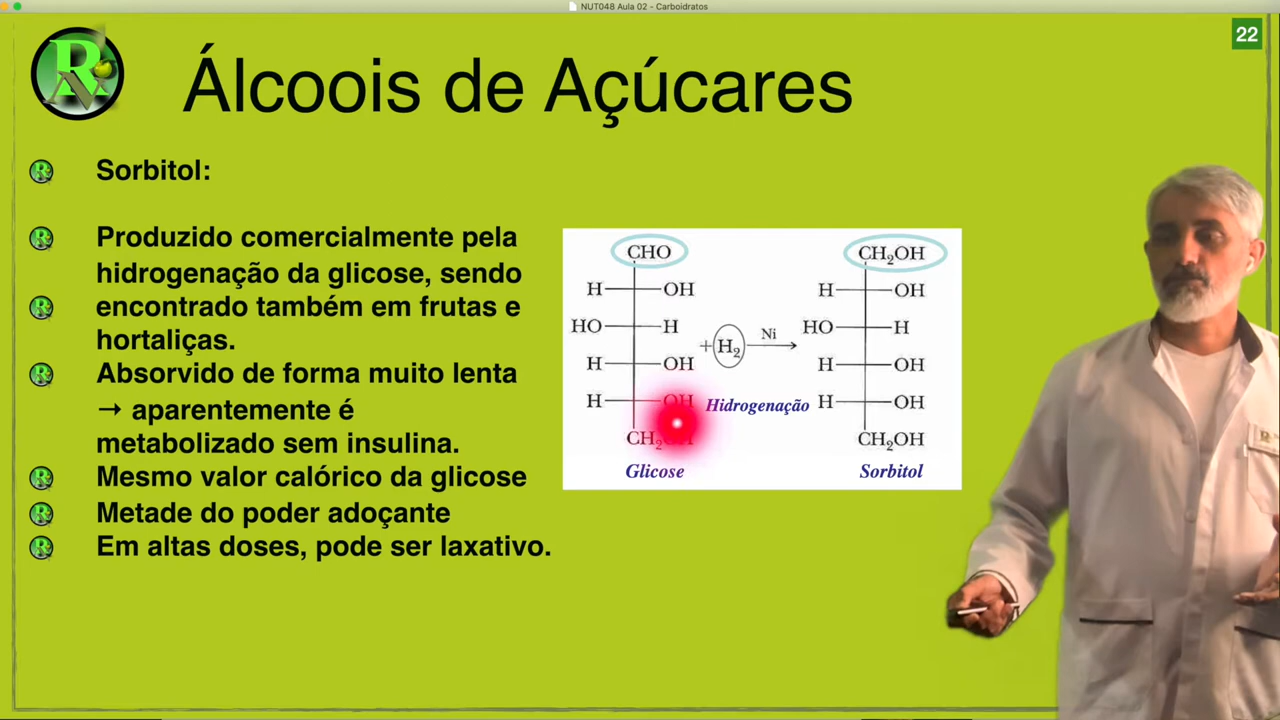 NUT048 Aula 02 - Carboidratos
22
RN
Álcoois de Açúcares
Sorbitol:
Produzido comercialmente pela
hidrogenação da glicose, sendo
encontrado também em frutas e
hortaliças.
Absorvido de forma muito lenta
→ aparentemente é
metabolizado sem insulina.
Mesmo valor calórico da glicose
Metade do poder adoçante
Em altas doses, pode ser laxativo.
CHO
H OH
HO H
H OH
H OH
CH₂OH
Glicose
+ H₂ Ni
Hidrogenação
CH₂OH
H OH
HO H
H OH
H OH
CH₂OH
Sorbitol